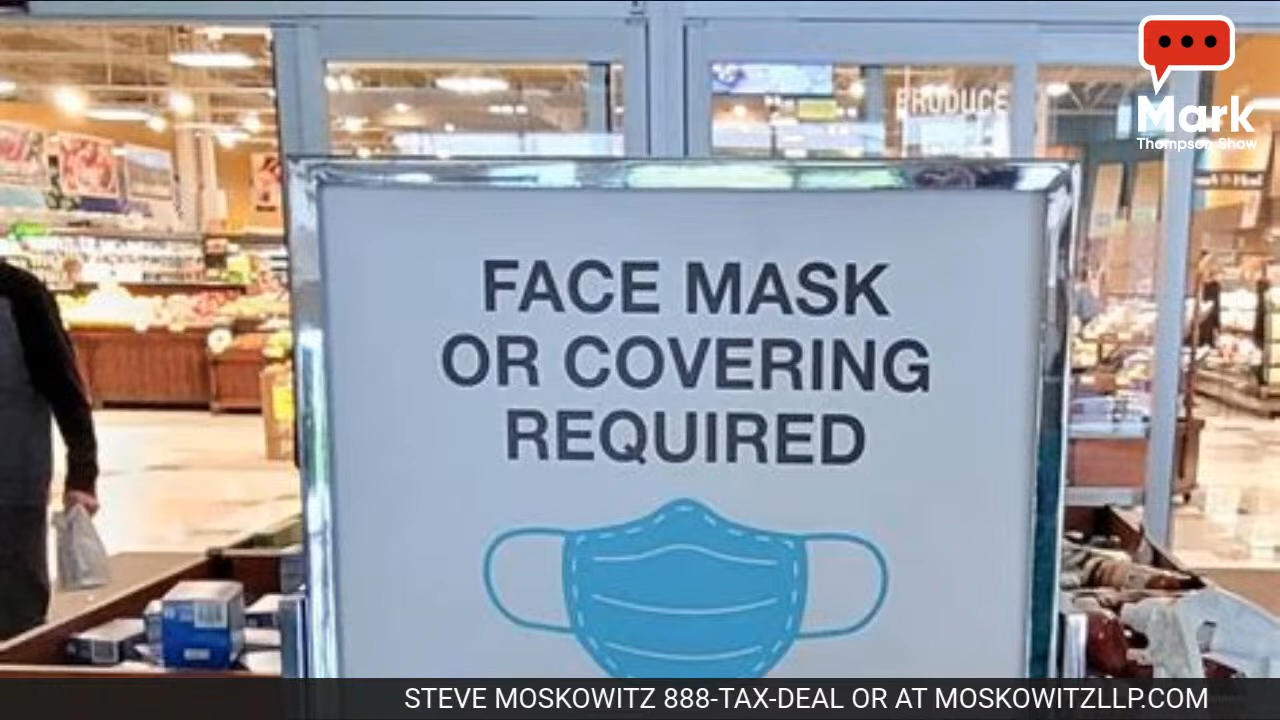 PRODUCE
Mark
Thompson Show
FACE MASK
OR COVERING
REQUIRED
STEVE MOSKOWITZ 888-TAX-DEAL OR AT MOSKOWITZLLP.COM